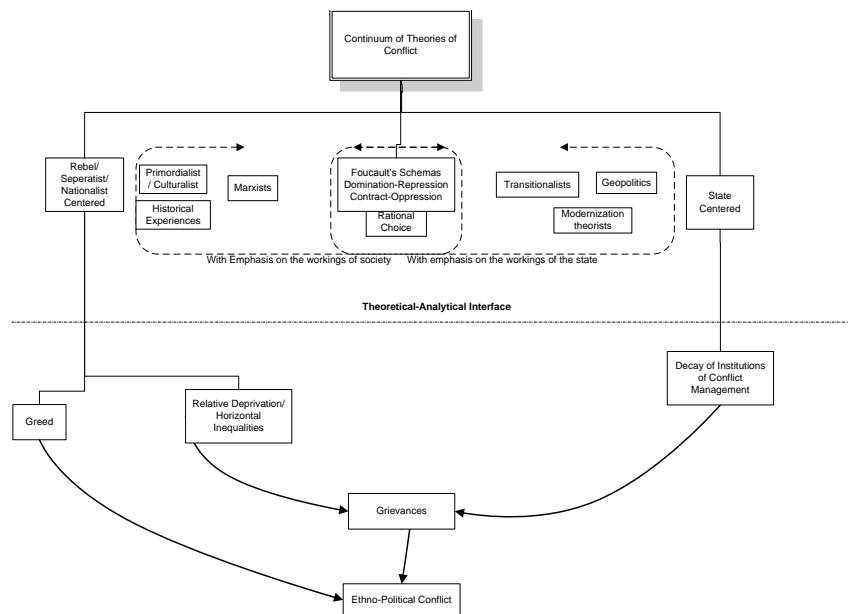 Continuum of Theories of
Conflict
Rebel/
Seperatist/
Nationalist
Centered
Primordialist
/ Culturalist
Historical
Experiences
Marxists
Foucault's Schemas
Domination-Repression
Contract-Oppression
Rational
Choice
Transitionalists
Geopolitics
Modernization
theorists
State
Centered
With Emphasis on the workings of society
With emphasis on the workings of the state
Theoretical-Analytical Interface
Decay of Institutions
of Conflict
Management
Greed
Relative Deprivation/
Horizontal
Inequalities
Grievances
Ethno-Political Conflict